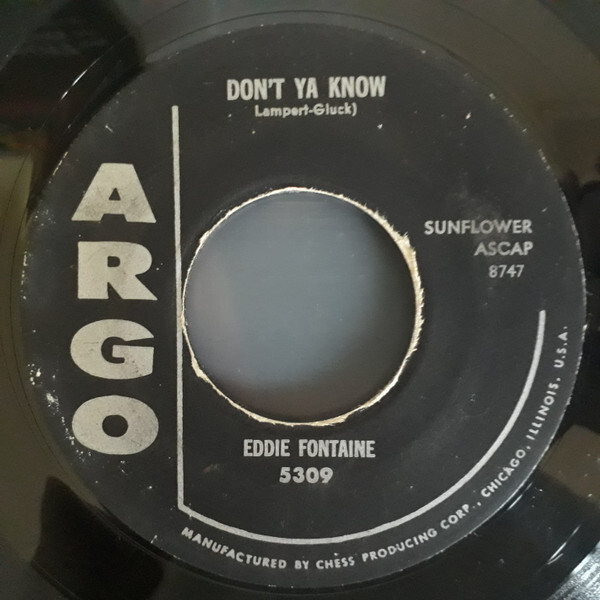 DON'T YA KNOW
Lampert-Gluck)
ARGO
SUNFLOWER
ASCAP
8747
EDDIE FONTAINE
5309
MANUFACTURED BY CHESS PRODUCING CORP., CHICAGO, ILLINOIS, U.S.A.